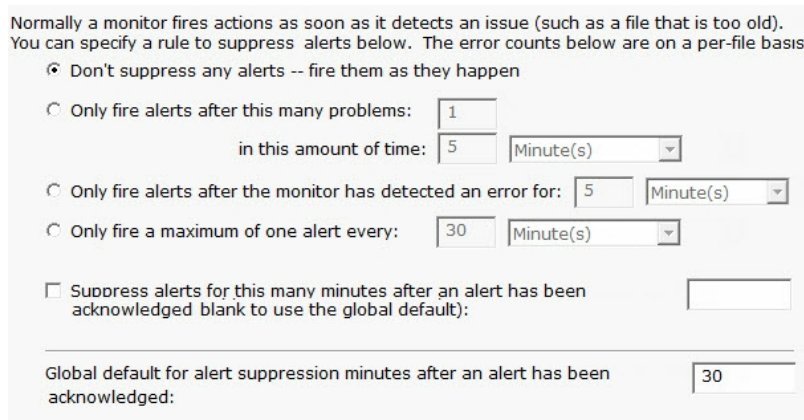 Normally a monitor fires actions as soon as it detects an issue (such as a file that is too old).
You can specify a rule to suppress alerts below. The error counts below are on a per-file basis
Don't suppress any alerts -- fire them as they happen
Only fire alerts after this many problems: 1
in this amount of time: 5 Minute(s)
Only fire alerts after the monitor has detected an error for: 5 Minute(s)
Only fire a maximum of one alert every: 30 Minute(s)
Suppress alerts for this many minutes after an alert has been
acknowledged blank to use the global default):
Global default for alert suppression minutes after an alert has been 30
acknowledged: